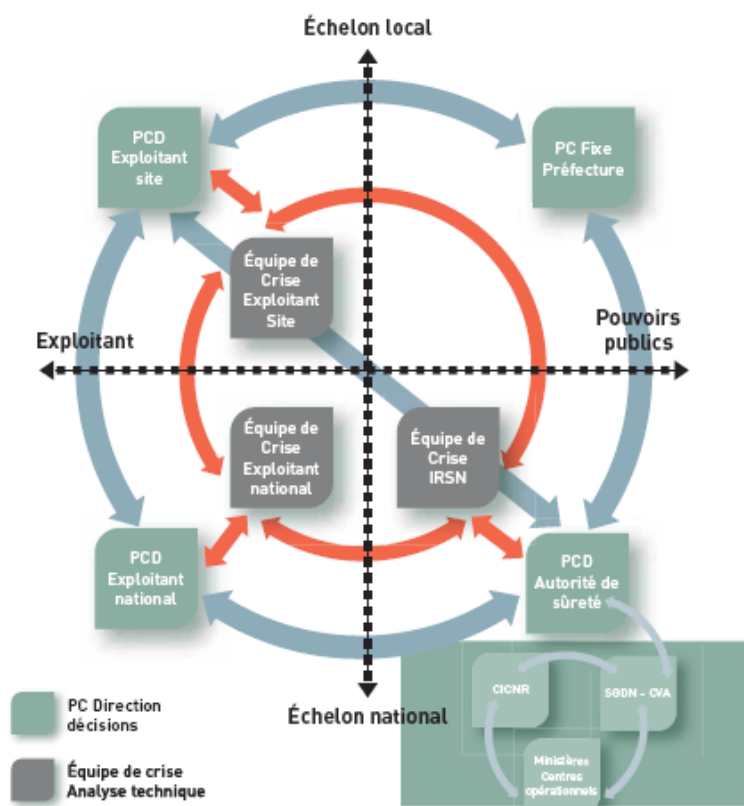 Échelon local
PCD
Exploitant
site
PC Fixe
Préfecture
Équipe de
Crise
Exploitant
Site
Exploitant
Pouvoirs
publics
Équipe de
Crise
Exploitant
national
Équipe de
Crise
IRSN
PCD
Exploitant
national
PCD
Autorité de
sûreté
CICNR
SGDN - CVA
Ministères
Centres
opérationnels
Échelon national
PC Direction
décisions
Équipe de crise
Analyse technique